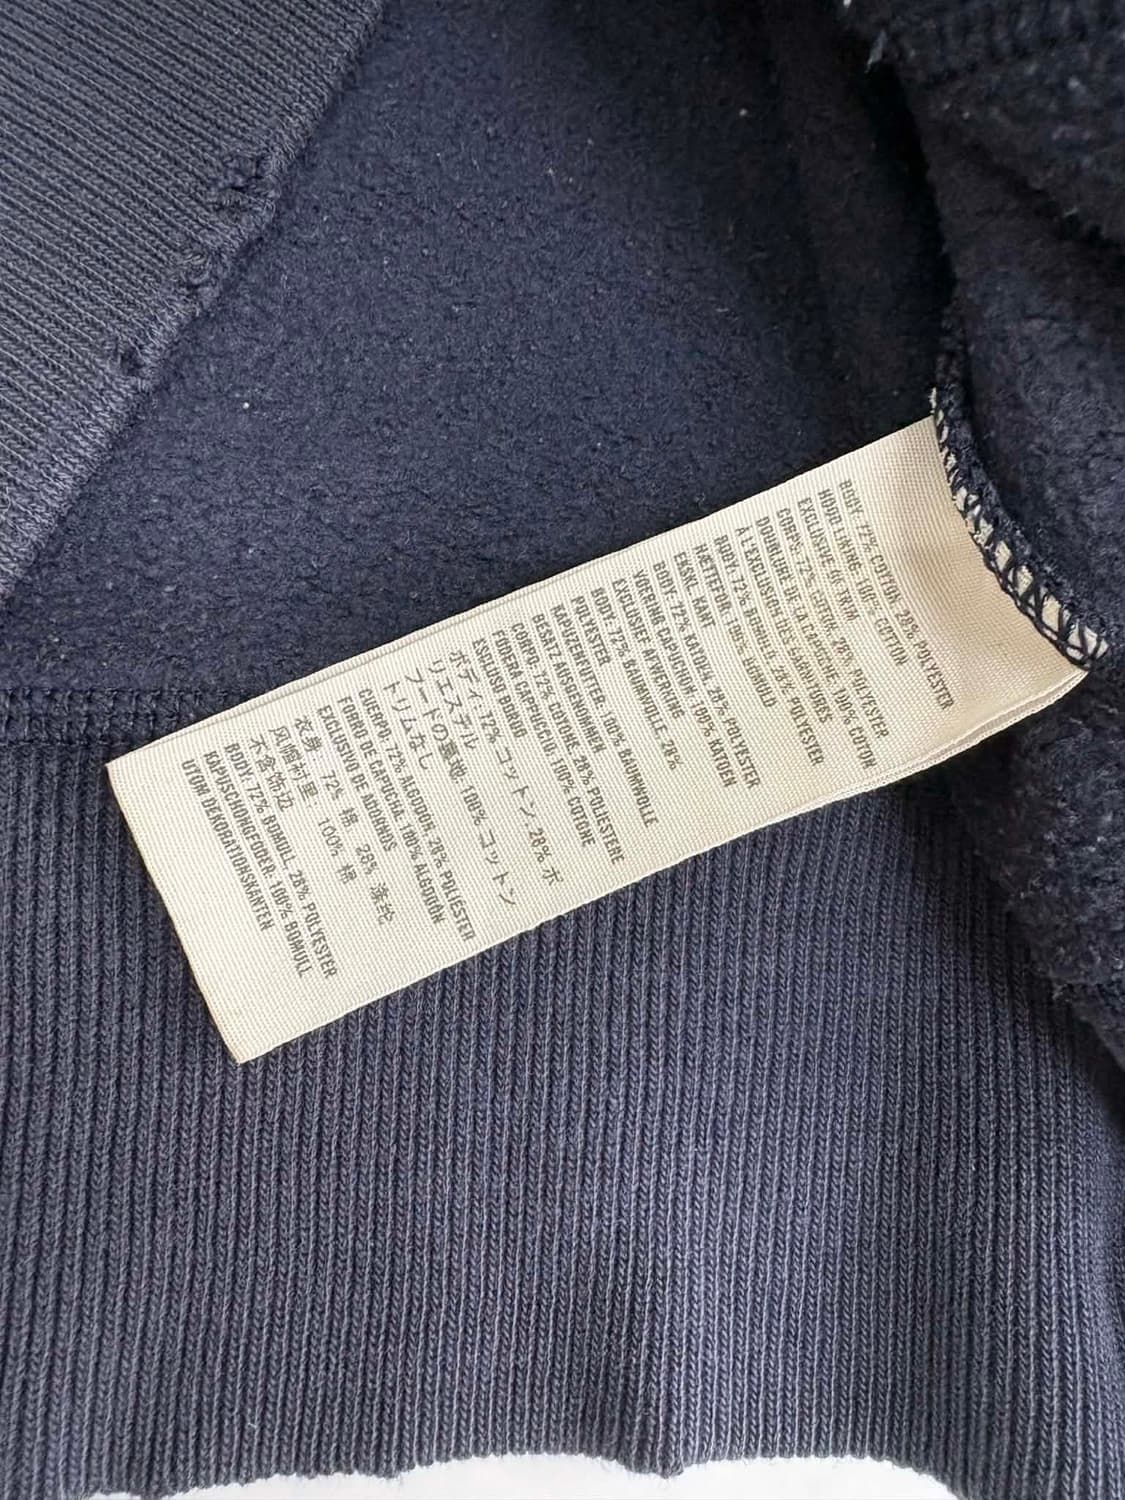 BODY: 72% COTTON, 28% POLYESTER
HOOD LINING: 100% COTTON
EXCLUSIVE OF TRIM
CORPS: 72% COTON, 28% POLYESTER
DOUBLURE DE LA CAPUCHE: 100% COTON
À L'EXCLUSION DES GARNITURES
BODY: 72% BOMULD, 28% POLYESTER
HÆTTEFOR: 100% BOMULD
EKSKL. KANT
BODY: 72% KATOEN, 28% POLYESTER
VOERING CAPUCHON: 100% KATOEN
EXCLUSIEF AFWERKING
BODY: 72% BAUMWOLLE, 28%
POLYESTER
KAPUZENFUTTER: 100% BAUMWOLLE
BESATZ AUSGENOMMEN
CORPO: 72% COTONE, 28% POLIESTERE
FODERA CAPPUCCIO: 100% COTONE
ESCLUSO BORDO
ボディ: 72% コットン, 28% ポ
リエステル
フードの裏地: 100% コットン
トリムなし
CUERPO: 72% ALGODÓN, 28% POLIÉSTER
FORRO DE CAPUCHA: 100% ALGODÓN
EXCLUSIVO DE ADORNOS
衣身: 72% 棉, 28% 涤纶
风帽衬里: 100% 棉
不含饰边
BODY: 72% BOMULL, 28% POLYESTER
KAPUSCHONGFODER: 100% BOMULL
UTOM DEKORATIONSKANTEN